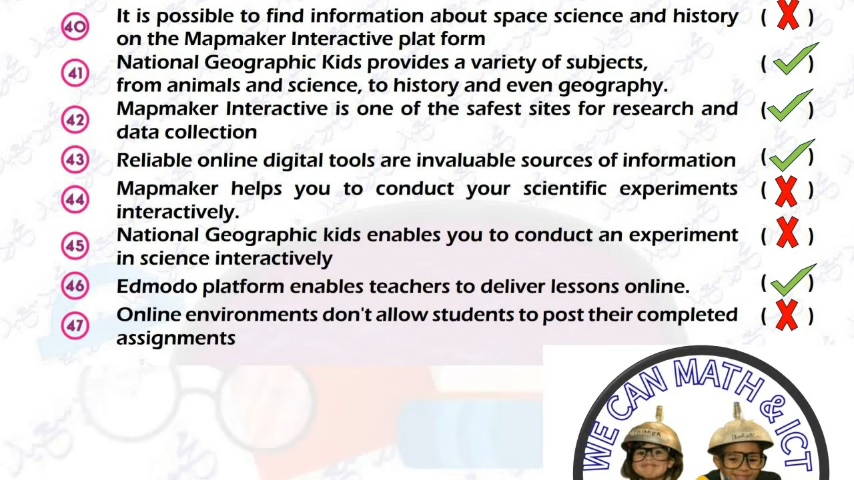 40 It is possible to find information about space science and history ( ✗ )
on the Mapmaker Interactive plat form
41 National Geographic Kids provides a variety of subjects, ( ✓ )
from animals and science, to history and even geography.
42 Mapmaker Interactive is one of the safest sites for research and ( ✓ )
data collection
43 Reliable online digital tools are invaluable sources of information ( ✓ )
44 Mapmaker helps you to conduct your scientific experiments ( ✗ )
interactively.
45 National Geographic kids enables you to conduct an experiment ( ✗ )
in science interactively
46 Edmodo platform enables teachers to deliver lessons online. ( ✓ )
47 Online environments don't allow students to post their completed ( ✗ )
assignments
WE CAN MATH & ICT